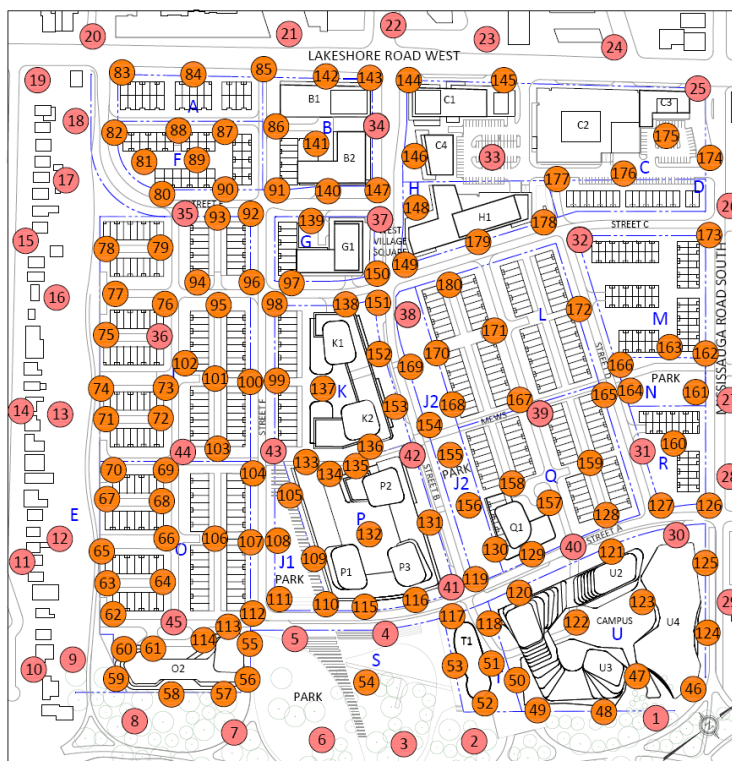 20 21 22 23 24
LAKESHORE ROAD WEST
83 84 85 142 143 144 145 25
19 A B1 C1 C3
18 82 88 87 86 B 34 C4 C2 175
81 F 89 141 B2 146 33 174
17 80 90 91 140 147 H 177 176 C D
35 93 92 139 37 148 H1 178 26
STREET C
15 78 79 G G1 WEST VILLAGE SQUARE 179 32 173
94 96 97 150 149
16 77 76 95 98 138 151 38 180 L 172 M
75 36 K1 152 171 163 162
MISSISSAUGA ROAD SOUTH
102 169 170 166
74 73 101 100 99 137 K 168 167 165 164 PARK N 161 27
14 13 71 72 STREET F K2 153 J2 154 MEWS 39
103 44 43 136 42 155 31 160 R
70 69 104 133 134 135 PARK 158 Q 159 28
67 68 105 P2 STREET B J2 156 157
E P 131 Q1 128 127 126
12 65 66 106 107 108 132 130 129 40 STREET A 30
11 O J1 109 121 125
63 64 PARK P1 P3 41 119 U2 29
62 45 112 111 110 115 116 120 123
113 117 118 122 CAMPUS U U4 124
60 61 114 55 5 4 T1
10 9 O2 S 53 51 U3 47
59 58 57 56 PARK 54 50 46
52 49 48 1
8 7 6 3 2